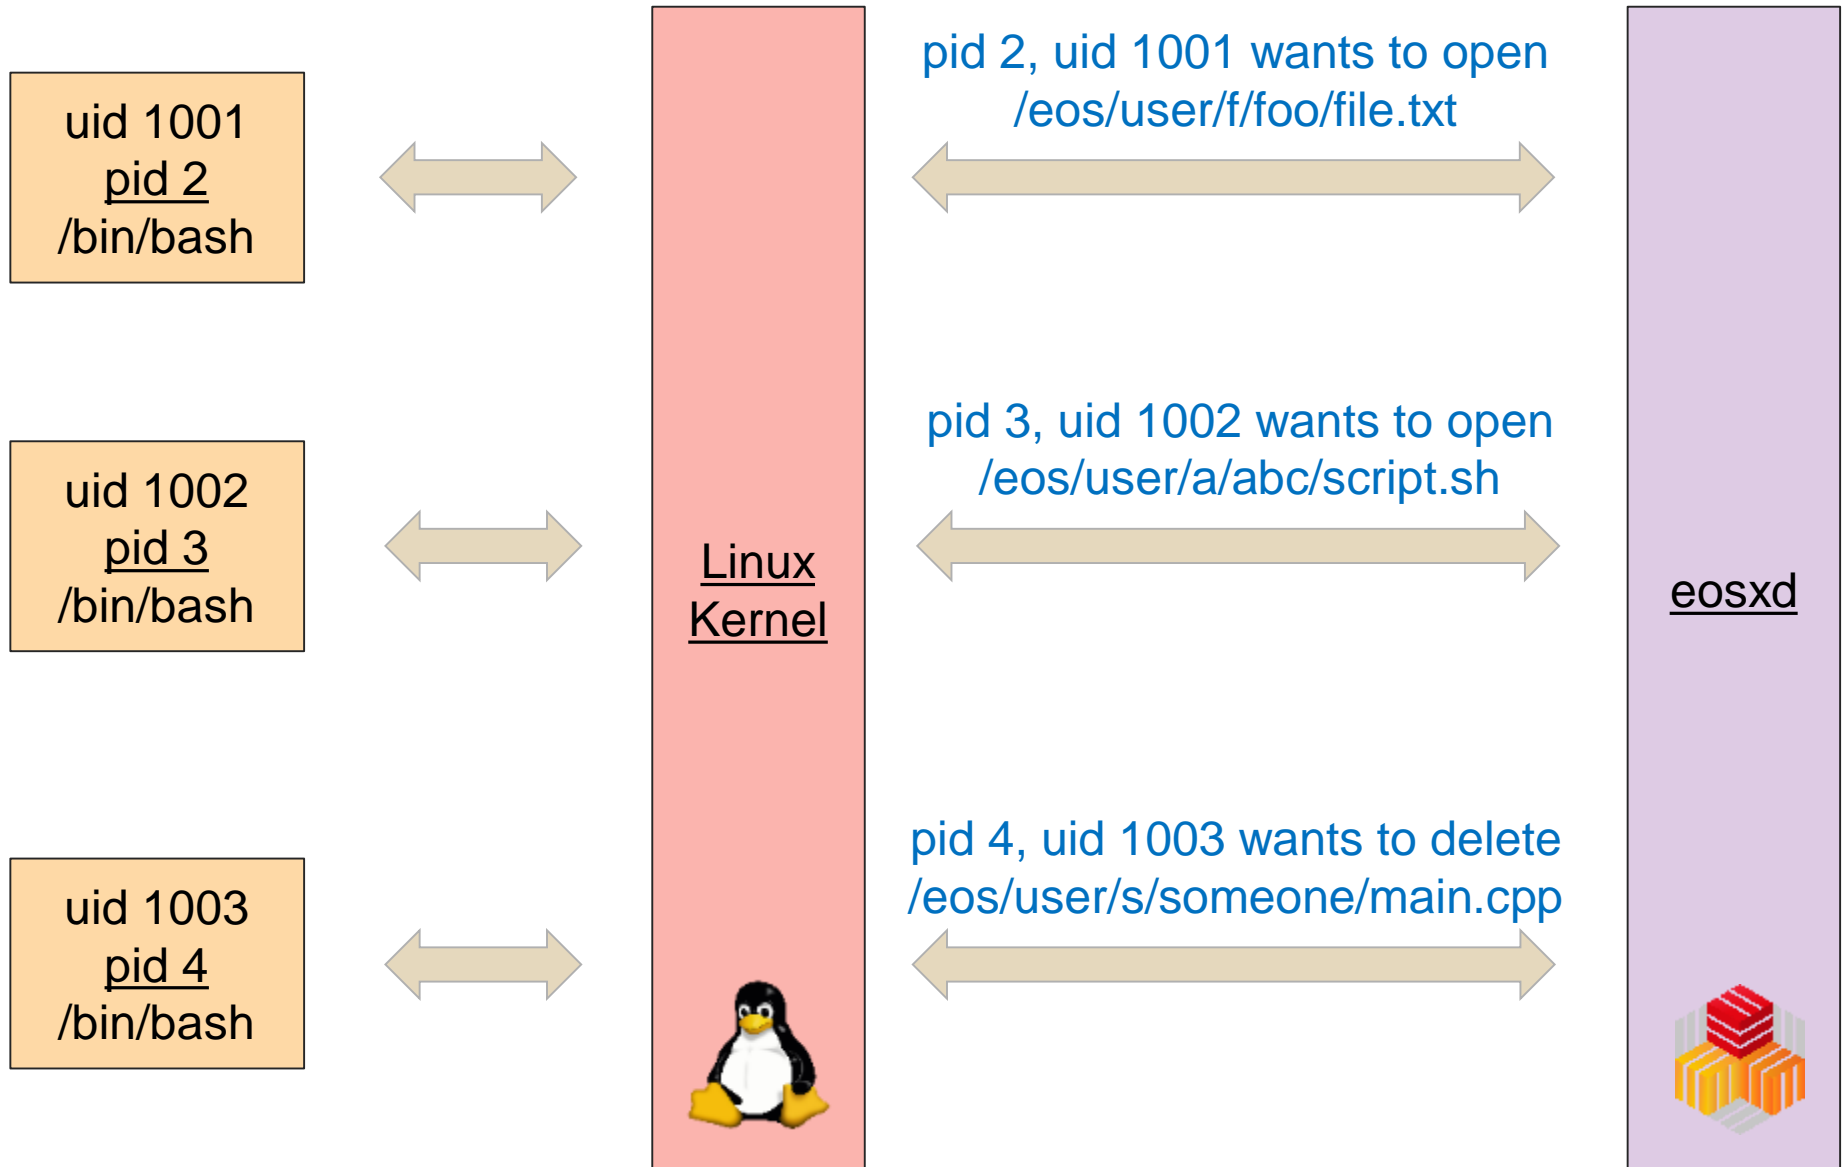 uid 1001
pid 2
/bin/bash
pid 2, uid 1001 wants to open
/eos/user/f/foo/file.txt
uid 1002
pid 3
/bin/bash
pid 3, uid 1002 wants to open
/eos/user/a/abc/script.sh
Linux
Kernel
eosxd
uid 1003
pid 4
/bin/bash
pid 4, uid 1003 wants to delete
/eos/user/s/someone/main.cpp